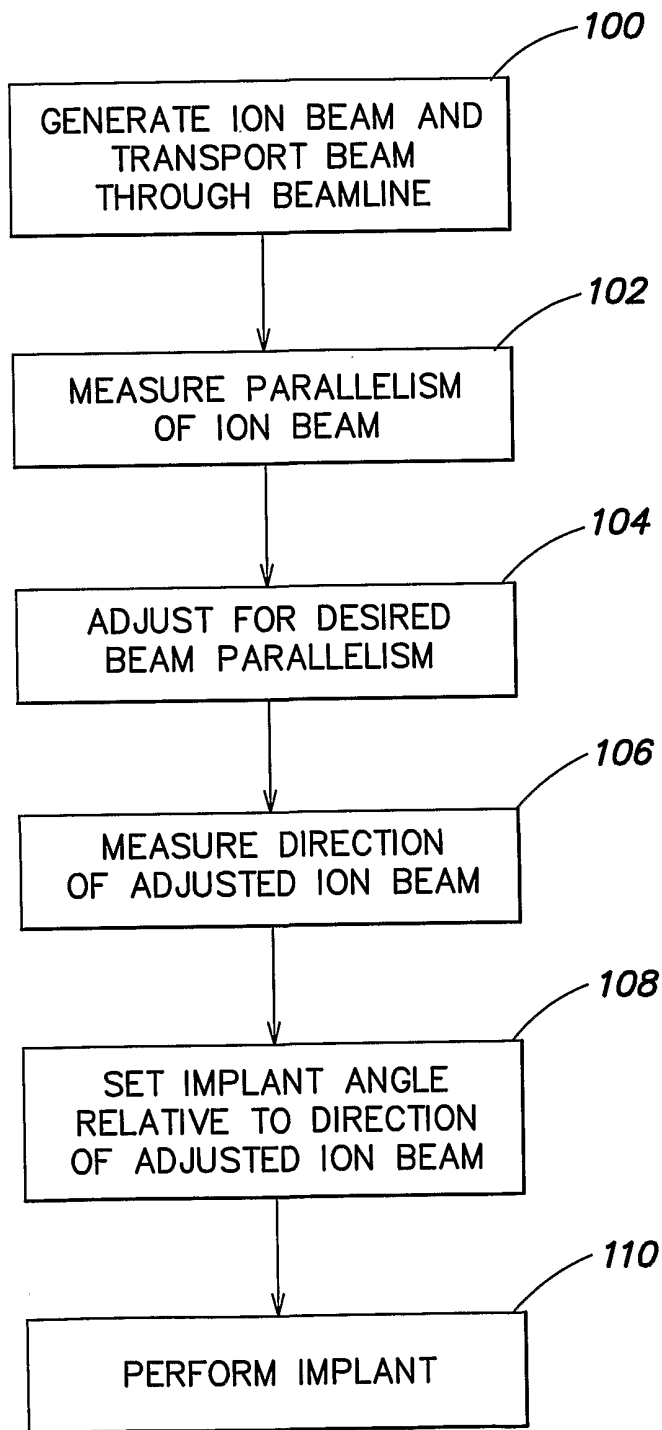 100
GENERATE ION BEAM AND
TRANSPORT BEAM
THROUGH BEAMLINE
102
MEASURE PARALLELISM
OF ION BEAM
104
ADJUST FOR DESIRED
BEAM PARALLELISM
106
MEASURE DIRECTION
OF ADJUSTED ION BEAM
108
SET IMPLANT ANGLE
RELATIVE TO DIRECTION
OF ADJUSTED ION BEAM
110
PERFORM IMPLANT